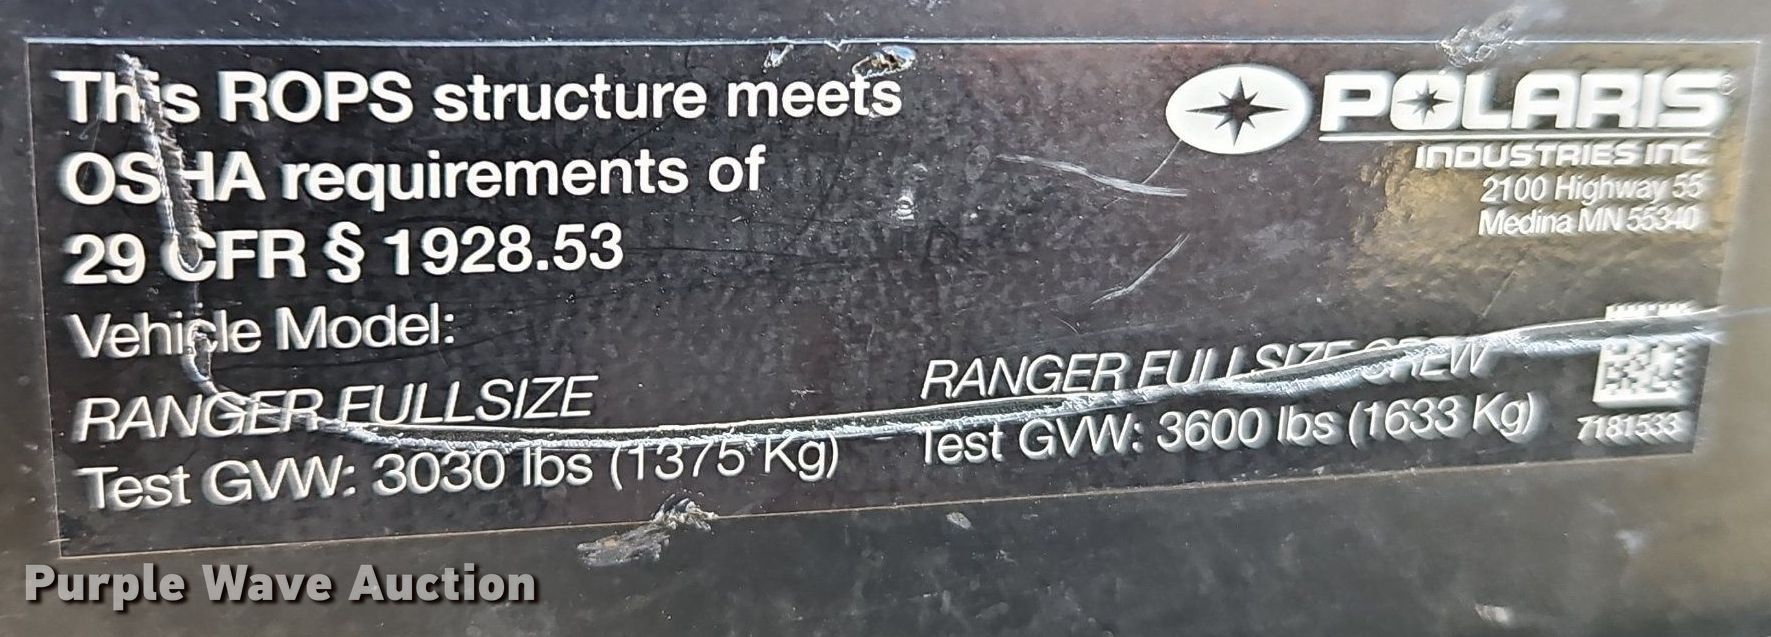 This ROPS structure meets
OSHA requirements of
29 CFR § 1928.53
Vehicle Model:
RANGER FULLSIZE
Test GVW: 3030 lbs (1375 Kg)
RANGER FULLSIZE CREW
Test GVW: 3600 lbs (1633 Kg)
POLARIS®
INDUSTRIES INC.
2100 Highway 55
Medina MN 55340
7181533
Purple Wave Auction